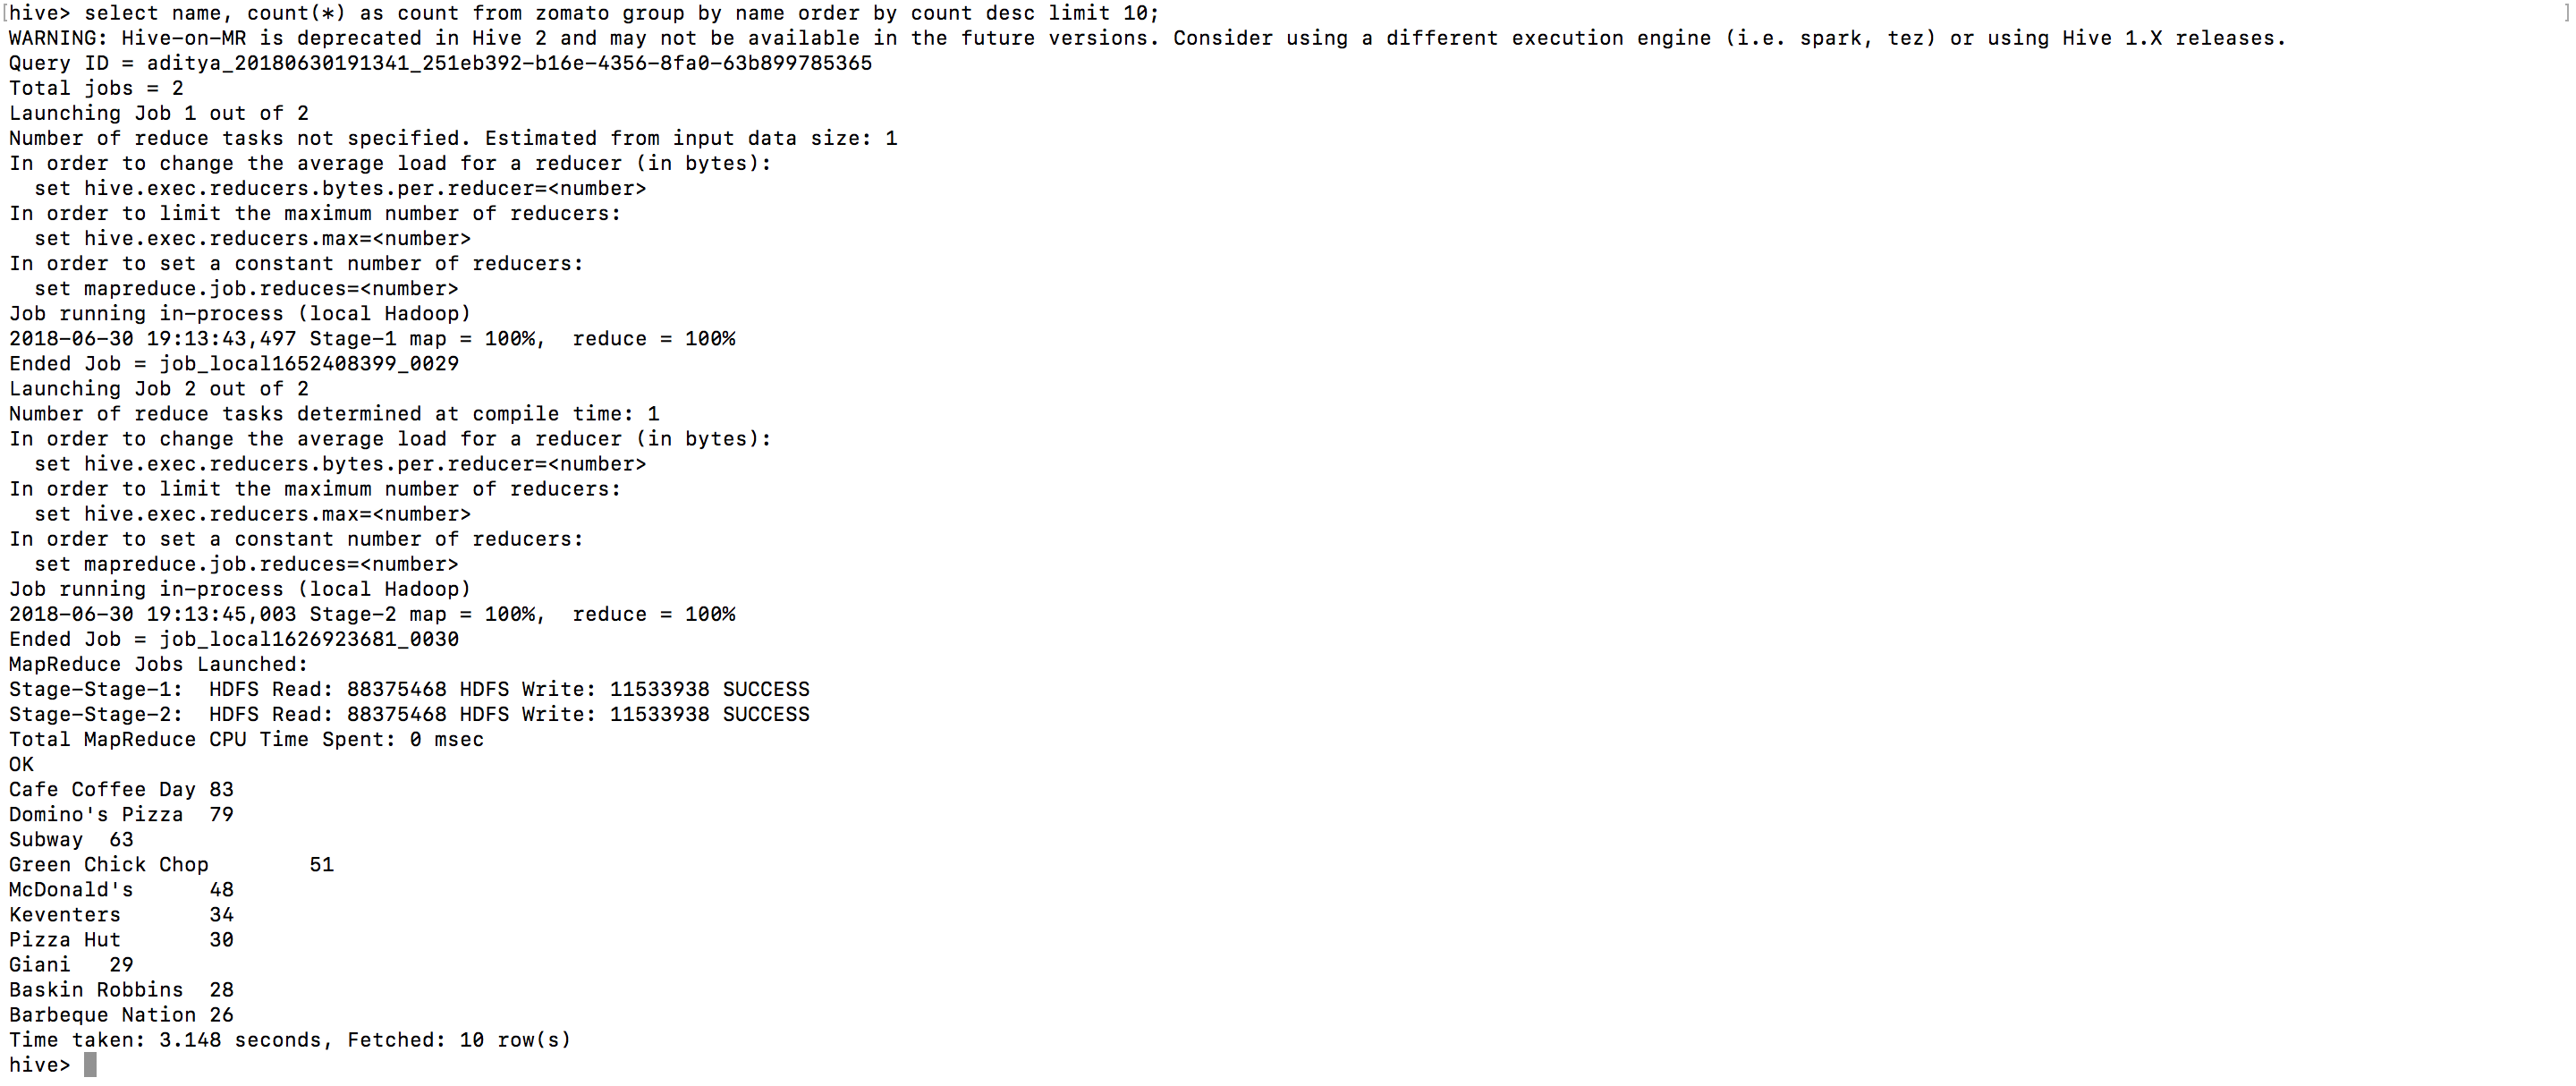 [hive> select name, count(*) as count from zomato group by name order by count desc limit 10; ]
WARNING: Hive-on-MR is deprecated in Hive 2 and may not be available in the future versions. Consider using a different execution engine (i.e. spark, tez) or using Hive 1.X releases.
Query ID = aditya_20180630191341_251eb392-b16e-4356-8fa0-63b899785365
Total jobs = 2
Launching Job 1 out of 2
Number of reduce tasks not specified. Estimated from input data size: 1
In order to change the average load for a reducer (in bytes):
  set hive.exec.reducers.bytes.per.reducer=<number>
In order to limit the maximum number of reducers:
  set hive.exec.reducers.max=<number>
In order to set a constant number of reducers:
  set mapreduce.job.reduces=<number>
Job running in-process (local Hadoop)
2018-06-30 19:13:43,497 Stage-1 map = 100%,  reduce = 100%
Ended Job = job_local1652408399_0029
Launching Job 2 out of 2
Number of reduce tasks determined at compile time: 1
In order to change the average load for a reducer (in bytes):
  set hive.exec.reducers.bytes.per.reducer=<number>
In order to limit the maximum number of reducers:
  set hive.exec.reducers.max=<number>
In order to set a constant number of reducers:
  set mapreduce.job.reduces=<number>
Job running in-process (local Hadoop)
2018-06-30 19:13:45,003 Stage-2 map = 100%,  reduce = 100%
Ended Job = job_local1626923681_0030
MapReduce Jobs Launched:
Stage-Stage-1:  HDFS Read: 88375468 HDFS Write: 11533938 SUCCESS
Stage-Stage-2:  HDFS Read: 88375468 HDFS Write: 11533938 SUCCESS
Total MapReduce CPU Time Spent: 0 msec
OK
Cafe Coffee Day 83
Domino's Pizza  79
Subway  63
Green Chick Chop        51
McDonald's      48
Keventers       34
Pizza Hut       30
Giani   29
Baskin Robbins  28
Barbeque Nation 26
Time taken: 3.148 seconds, Fetched: 10 row(s)
hive>